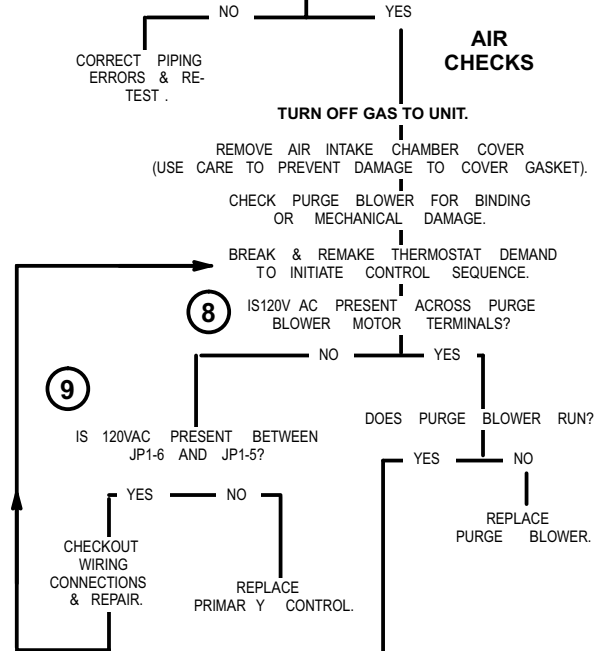 NO
YES
AIR
CHECKS
CORRECT PIPING
ERRORS & RE-
TEST .
TURN OFF GAS TO UNIT.
REMOVE AIR INTAKE CHAMBER COVER
(USE CARE TO PREVENT DAMAGE TO COVER GASKET).
CHECK PURGE BLOWER FOR BINDING
OR MECHANICAL DAMAGE.
BREAK & REMAKE THERMOSTAT DEMAND
TO INITIATE CONTROL SEQUENCE.
8
IS120V AC PRESENT ACROSS PURGE
BLOWER MOTOR TERMINALS?
NO
YES
9
IS 120VAC PRESENT BETWEEN
JP1-6 AND JP1-5?
DOES PURGE BLOWER RUN?
YES
NO
YES
NO
CHECKOUT
WIRING
CONNECTIONS
& REPAIR.
REPLACE
PRIMAR Y CONTROL.
REPLACE
PURGE BLOWER.